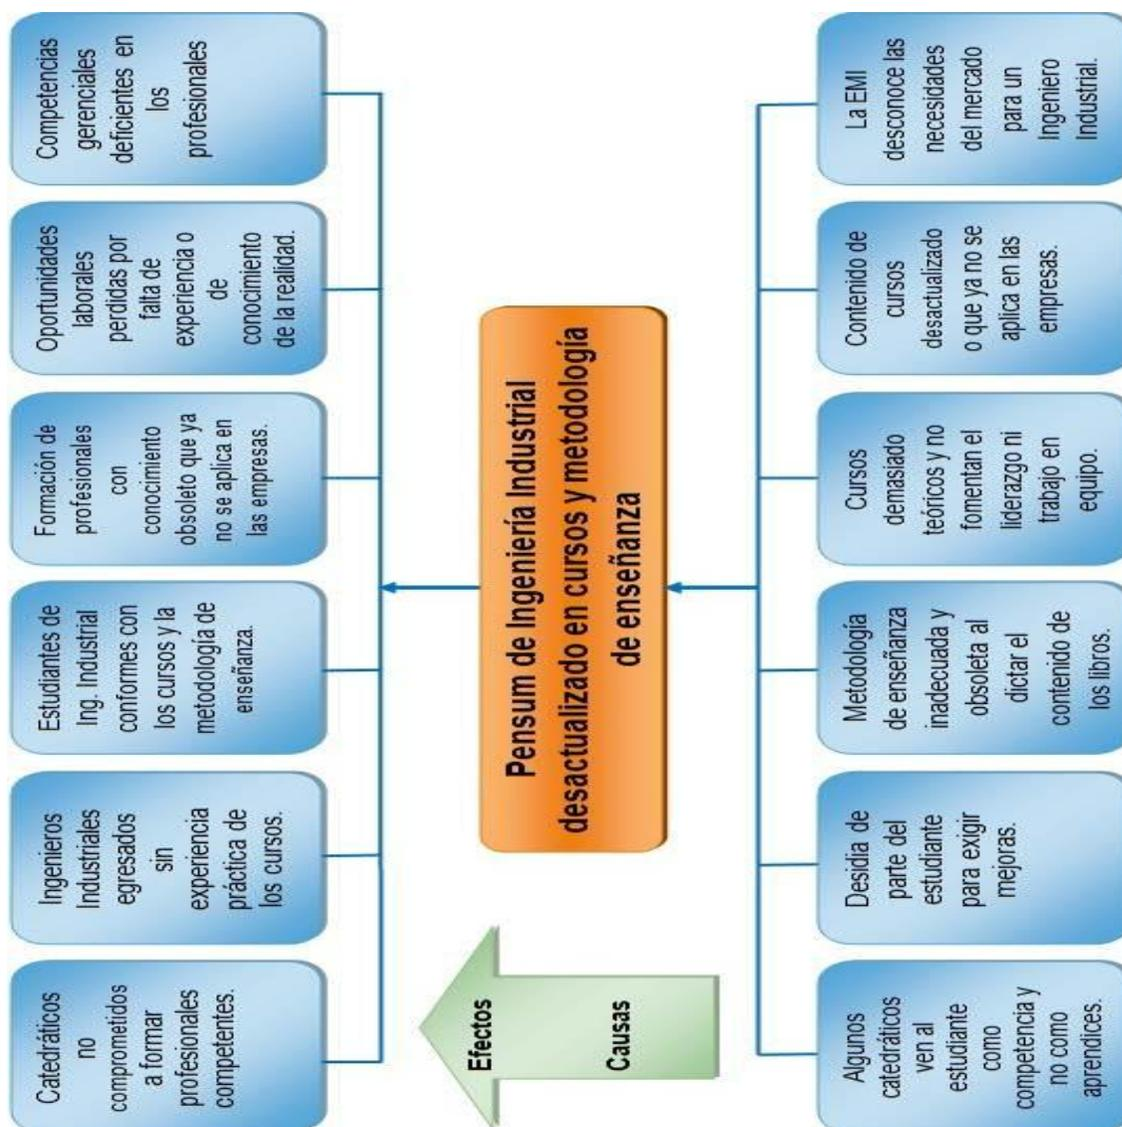 Catedráticos
no
comprometidos
a formar
profesionales
competentes.
Ingenieros
Industriales
egresados
sin
experiencia
práctica de
los cursos.
Estudiantes de
Ing. Industrial
conformes con
los cursos y la
metodología de
enseñanza.
Formación de
profesionales
con
conocimiento
obsoleto que ya
no se aplica en
las empresas.
Oportunidades
laborales
perdidas por
falta de
experiencia o
de
conocimiento
de la realidad.
Competencias
gerenciales
deficientes en
los
profesionales
Efectos
Causas
Pensum de Ingeniería Industrial
desactualizado en cursos y metodología
de enseñanza
Algunos
catedráticos
ven al
estudiante
como
competencia y
no como
aprendices.
Desidia de
parte del
estudiante
para exigir
mejoras.
Metodología
de enseñanza
inadecuada y
obsoleta al
dictar el
contenido de
los libros.
Cursos
demasiado
teóricos y no
fomentan el
liderazgo ni
trabajo en
equipo.
Contenido de
cursos
desactualizado
o que ya no se
aplica en las
empresas.
La EMI
desconoce las
necesidades
del mercado
para un
Ingeniero
Industrial.